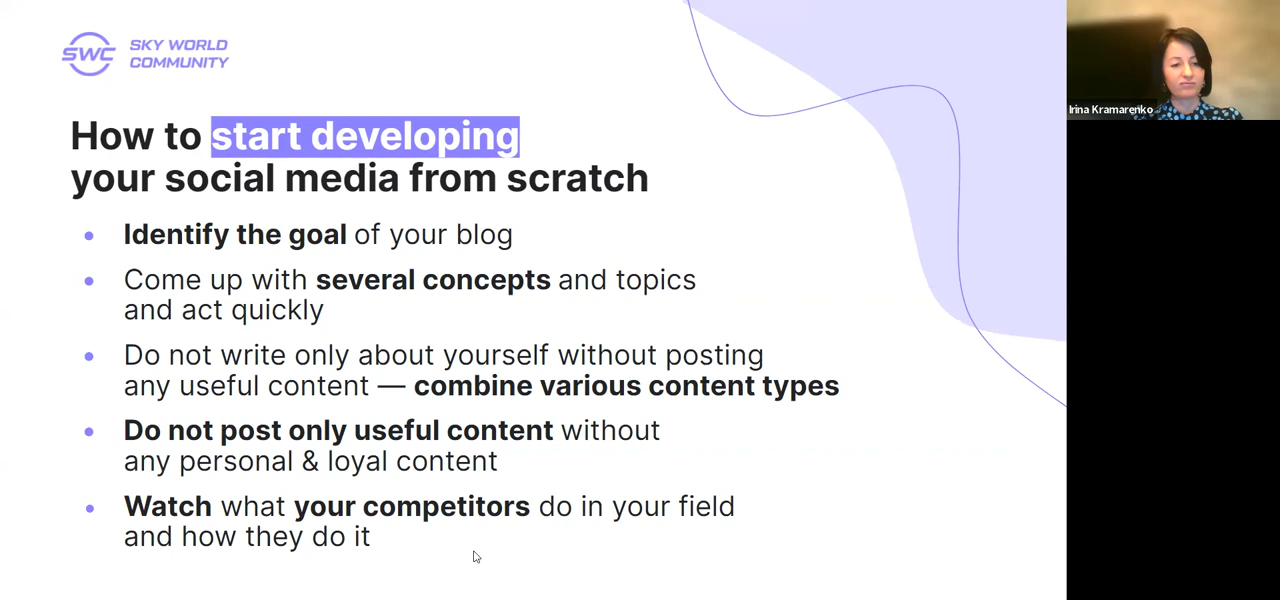 SWC
SKY WORLD
COMMUNITY
Irina Kramarenko
How to start developing
your social media from scratch
Identify the goal of your blog
Come up with several concepts and topics
and act quickly
Do not write only about yourself without posting
any useful content — combine various content types
Do not post only useful content without
any personal & loyal content
Watch what your competitors do in your field
and how they do it